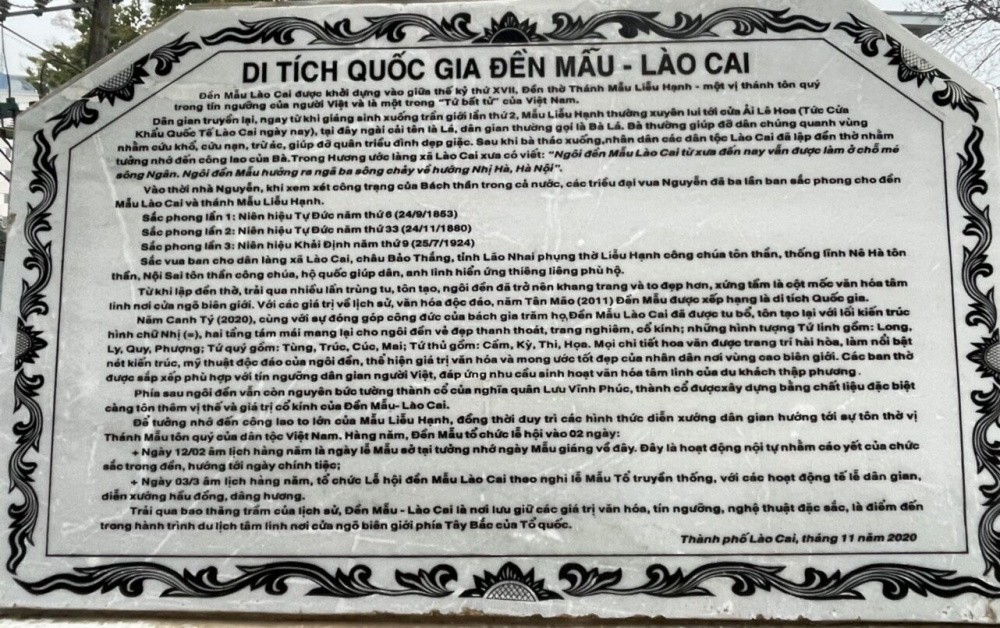 DI TÍCH QUỐC GIA ĐỀN MẪU - LÀO CAI
Đền Mẫu Lào Cai được khởi dựng vào giữa thế kỷ thứ XVII, Đền thờ Thánh Mẫu Liễu Hạnh - một vị thánh tôn quý
trong tín ngưỡng của người Việt và là một trong "Tứ bất tử" của Việt Nam.
Dân gian truyền lại, ngay từ khi giáng sinh xuống trần giới lần thứ 2, Mẫu Liễu Hạnh thường xuyên lui tới cửa Ải Lê Hoa (Tức Cửa
Khẩu Quốc Tế Lào Cai ngày nay), tại đây ngài cải tên là Lá, dân gian thường gọi là Bà Lá. Bà thường giúp đỡ dân chúng quanh vùng
nhằm cứu khổ, cứu nạn, trừ ác, giúp đỡ quân triều đình dẹp giặc. Sau khi bà thác xuống,nhân dân các dân tộc Lào Cai đã lập đền thờ nhằm
tưởng nhớ đến công lao của Bà.Trong Hương ước làng xã Lào Cai xưa có viết: "Ngôi đền Mẫu Lào Cai từ xưa đến nay vẫn được làm ở chỗ mé
sông Ngân. Ngôi đền Mẫu hướng ra ngã ba sông chảy về hướng Nhị Hà, Hà Nội".
Vào thời nhà Nguyễn, khi xem xét công trạng của Bách thần trong cả nước, các triều đại vua Nguyễn đã ba lần ban sắc phong cho đền
Mẫu Lào Cai và thánh Mẫu Liễu Hạnh.
Sắc phong lần 1: Niên hiệu Tự Đức năm thứ 6 (24/9/1853)
Sắc phong lần 2: Niên hiệu Tự Đức năm thứ 33 (24/11/1880)
Sắc phong lần 3: Niên hiệu Khải Định năm thứ 9 (25/7/1924)
Sắc vua ban cho dân làng xã Lào Cai, châu Bảo Thắng, tỉnh Lão Nhai phụng thờ Liễu Hạnh công chúa tôn thần, thống lĩnh Nê Hà tôn
thần, Nội Sai tôn thần công chúa, hộ quốc giúp dân, anh linh hiển ứng thiêng liêng phù hộ.
Từ khi lập đền thờ, trải qua nhiều lần trùng tu, tôn tạo, ngôi đền đã trở nên khang trang và to đẹp hơn, xứng tầm là cột mốc văn hóa tâm
linh nơi cửa ngõ biên giới. Với các giá trị về lịch sử, văn hóa độc đáo, năm Tân Mão (2011) Đền Mẫu được xếp hạng là di tích Quốc gia.
Năm Canh Tý (2020), cùng với sự đóng góp công đức của bách gia trăm họ,Đền Mẫu Lào Cai đã được tu bổ, tôn tạo lại với lối kiến trúc
hình chữ Nhị (=), hai tầng tám mái mang lại cho ngôi đền vẻ đẹp thanh thoát, trang nghiêm, cổ kính; những hình tượng Tứ linh gồm: Long,
Ly, Quy, Phượng; Tứ quý gồm: Tùng, Trúc, Cúc, Mai; Tứ thú gồm: Cầm, Kỳ, Thi, Họa. Mọi chi tiết hoa văn được trang trí hài hòa, làm nổi bật
nét kiến trúc, mỹ thuật độc đáo của ngôi đền, thể hiện giá trị văn hóa và mong ước tốt đẹp của nhân dân nơi vùng cao biên giới. Các ban thờ
được sắp xếp phù hợp với tín ngưỡng dân gian người Việt, đáp ứng nhu cầu sinh hoạt văn hóa tâm linh của du khách thập phương.
Phía sau ngôi đền vẫn còn nguyên bức tường thành cổ của nghĩa quân Lưu Vĩnh Phúc, thành cổ đượcxây dựng bằng chất liệu đặc biệt
càng tôn thêm vị thế và giá trị cổ kính của Đền Mẫu- Lào Cai.
Để tưởng nhớ đến công lao to lớn của Mẫu Liễu Hạnh, đồng thời duy trì các hình thức diễn xướng dân gian hướng tới sự tôn thờ vị
Thánh Mẫu tôn quý của dân tộc Việt Nam. Hàng năm, Đền Mẫu tổ chức lễ hội vào 02 ngày:
+ Ngày 12/02 âm lịch hàng năm là ngày lễ Mẫu sở tại tưởng nhớ ngày Mẫu giáng về đây. Đây là hoạt động nội tự nhằm cáo yết của chức
sắc trong đền, hướng tới ngày chính tiệc;
+ Ngày 03/3 âm lịch hàng năm, tổ chức Lễ hội đền Mẫu Lào Cai theo nghi lễ Mẫu Tổ truyền thống, với các hoạt động tế lễ dân gian,
diễn xướng hầu đồng, dâng hương.
Trải qua bao thăng trầm của lịch sử, Đền Mẫu - Lào Cai là nơi lưu giữ các giá trị văn hóa, tín ngưỡng, nghệ thuật đặc sắc, là điểm đến
trong hành trình du lịch tâm linh nơi cửa ngõ biên giới phía Tây Bắc của Tổ quốc.
Thành phố Lào Cai, tháng 11 năm 2020